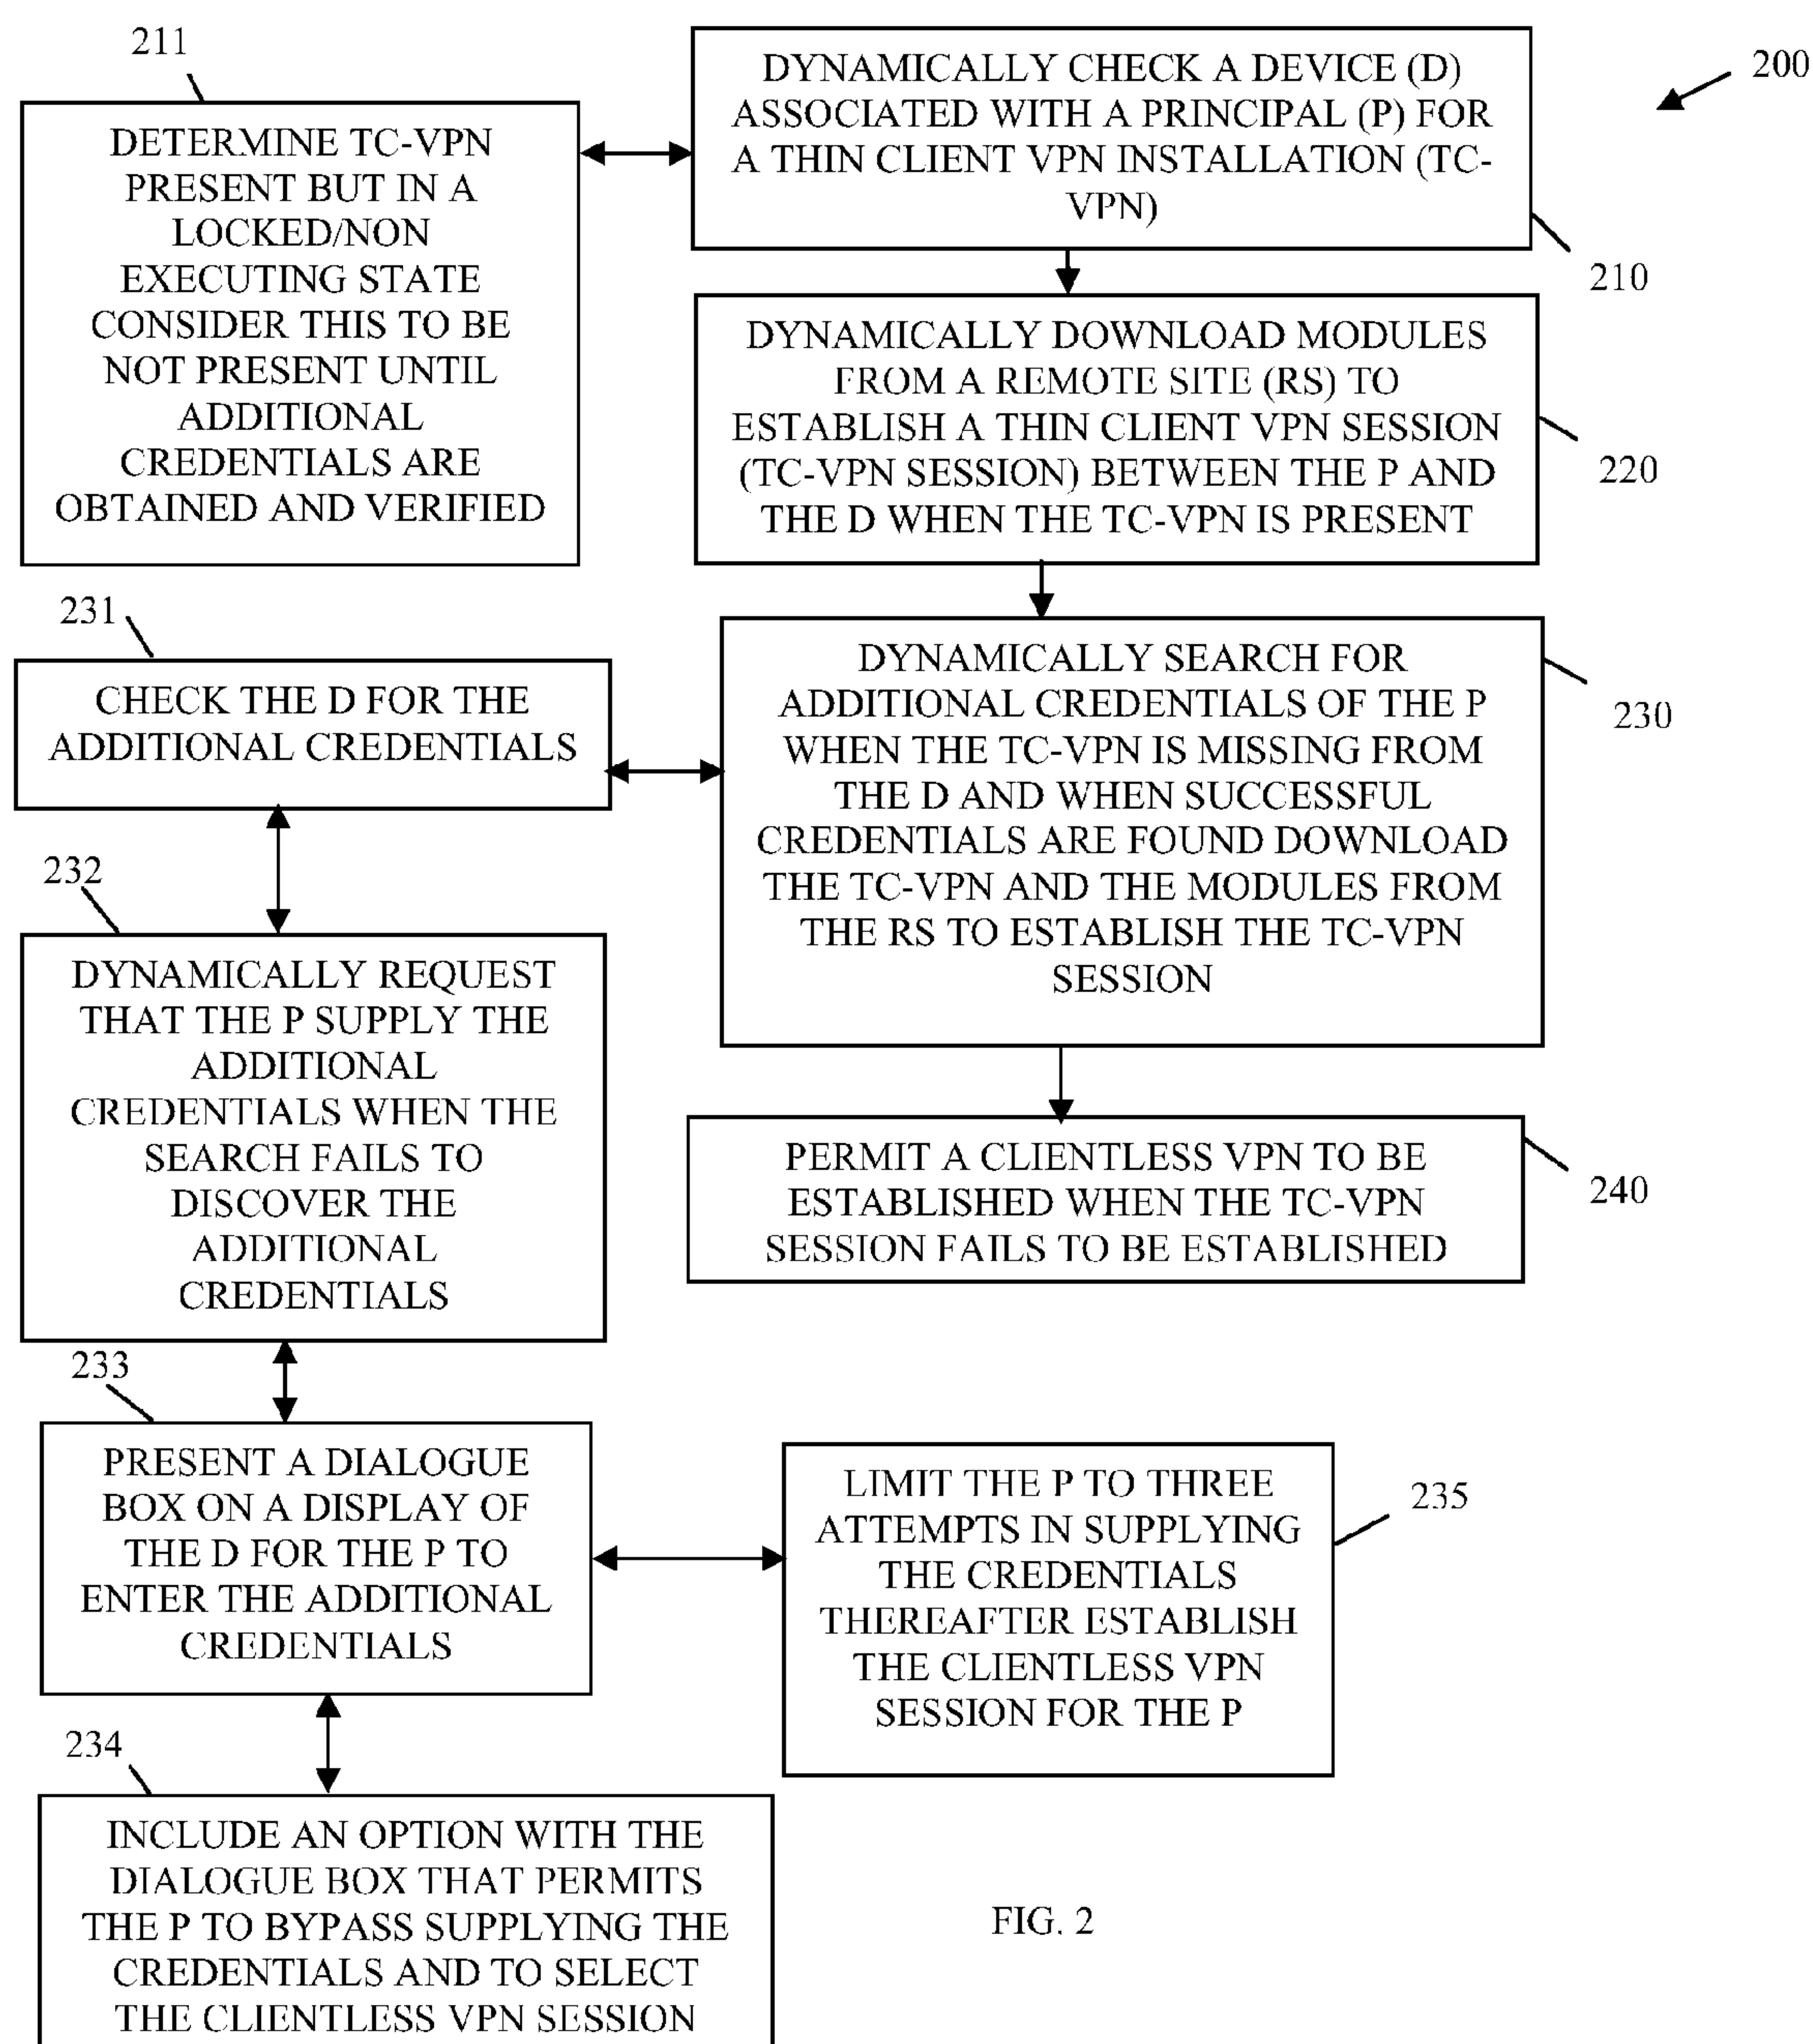 211
DETERMINE TC-VPN
PRESENT BUT IN A
LOCKED/NON
EXECUTING STATE
CONSIDER THIS TO BE
NOT PRESENT UNTIL
ADDITIONAL
CREDENTIALS ARE
OBTAINED AND VERIFIED
DYNAMICALLY CHECK A DEVICE (D)
ASSOCIATED WITH A PRINCIPAL (P) FOR
A THIN CLIENT VPN INSTALLATION (TC-
VPN)
200
210
DYNAMICALLY DOWNLOAD MODULES
FROM A REMOTE SITE (RS) TO
ESTABLISH A THIN CLIENT VPN SESSION
(TC-VPN SESSION) BETWEEN THE P AND
THE D WHEN THE TC-VPN IS PRESENT
220
231
CHECK THE D FOR THE
ADDITIONAL CREDENTIALS
DYNAMICALLY SEARCH FOR
ADDITIONAL CREDENTIALS OF THE P
WHEN THE TC-VPN IS MISSING FROM
THE D AND WHEN SUCCESSFUL
CREDENTIALS ARE FOUND DOWNLOAD
THE TC-VPN AND THE MODULES FROM
THE RS TO ESTABLISH THE TC-VPN
SESSION
230
232
DYNAMICALLY REQUEST
THAT THE P SUPPLY THE
ADDITIONAL
CREDENTIALS WHEN THE
SEARCH FAILS TO
DISCOVER THE
ADDITIONAL
CREDENTIALS
PERMIT A CLIENTLESS VPN TO BE
ESTABLISHED WHEN THE TC-VPN
SESSION FAILS TO BE ESTABLISHED
240
233
PRESENT A DIALOGUE
BOX ON A DISPLAY OF
THE D FOR THE P TO
ENTER THE ADDITIONAL
CREDENTIALS
LIMIT THE P TO THREE
ATTEMPTS IN SUPPLYING
THE CREDENTIALS
THEREAFTER ESTABLISH
THE CLIENTLESS VPN
SESSION FOR THE P
235
234
INCLUDE AN OPTION WITH THE
DIALOGUE BOX THAT PERMITS
THE P TO BYPASS SUPPLYING THE
CREDENTIALS AND TO SELECT
THE CLIENTLESS VPN SESSION
FIG. 2